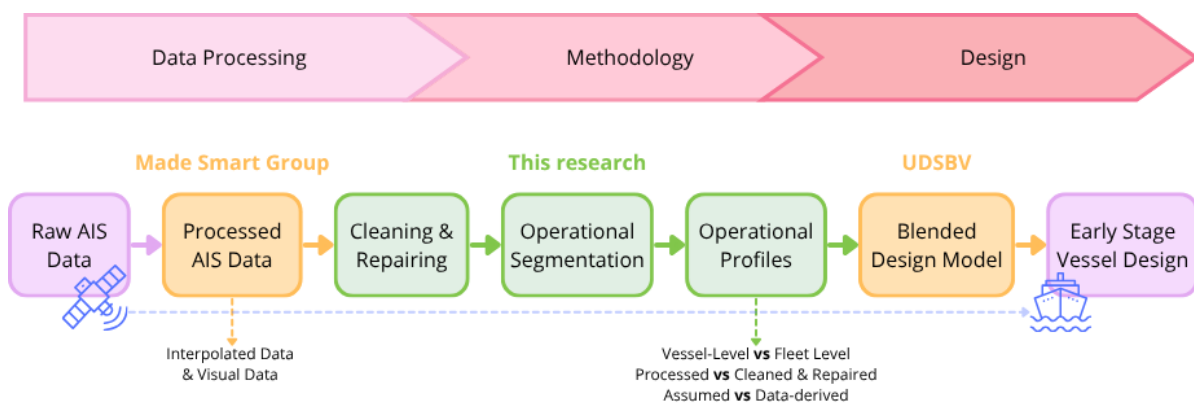 Data Processing
Methodology
Design
Made Smart Group
This research
UDSBV
Raw AIS
Data
Processed
AIS Data
Cleaning &
Repairing
Operational
Segmentation
Operational
Profiles
Blended
Design Model
Early Stage
Vessel Design
Interpolated Data
& Visual Data
Vessel-Level vs Fleet Level
Processed vs Cleaned & Repaired
Assumed vs Data-derived